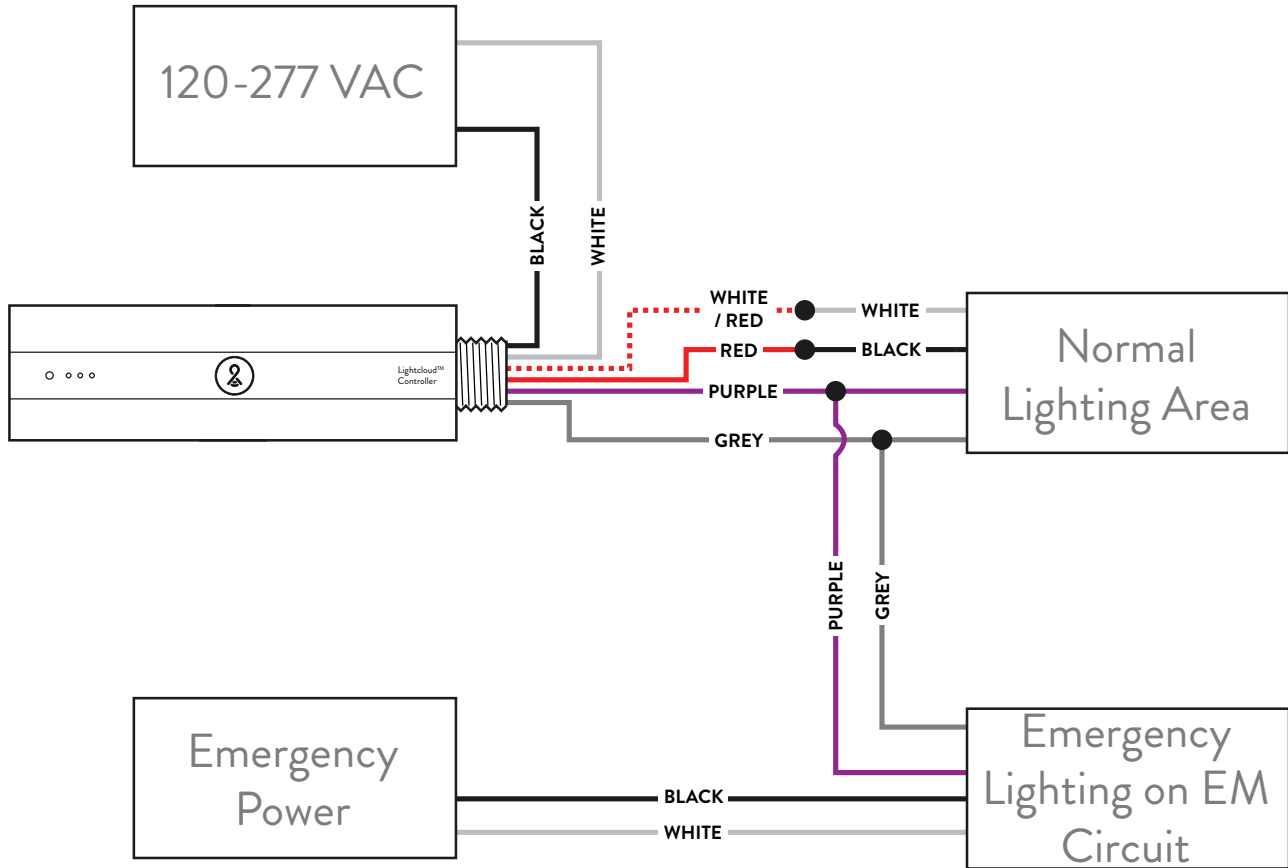 120-277 VAC
BLACK
WHITE
WHITE
/ RED
WHITE
RED
BLACK
PURPLE
GREY
Normal
Lighting Area
Lightcloud™
Controller
PURPLE
GREY
Emergency
Power
BLACK
WHITE
Emergency
Lighting on EM
Circuit